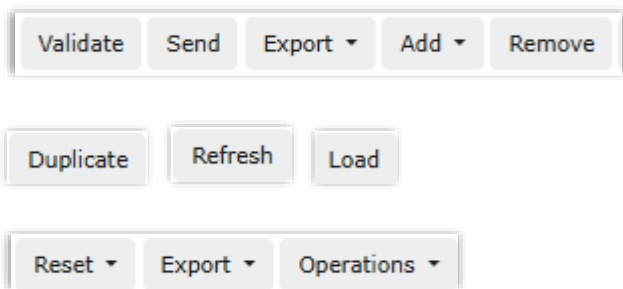 Validate Send Export Add Remove
Duplicate Refresh Load
Reset Export Operations